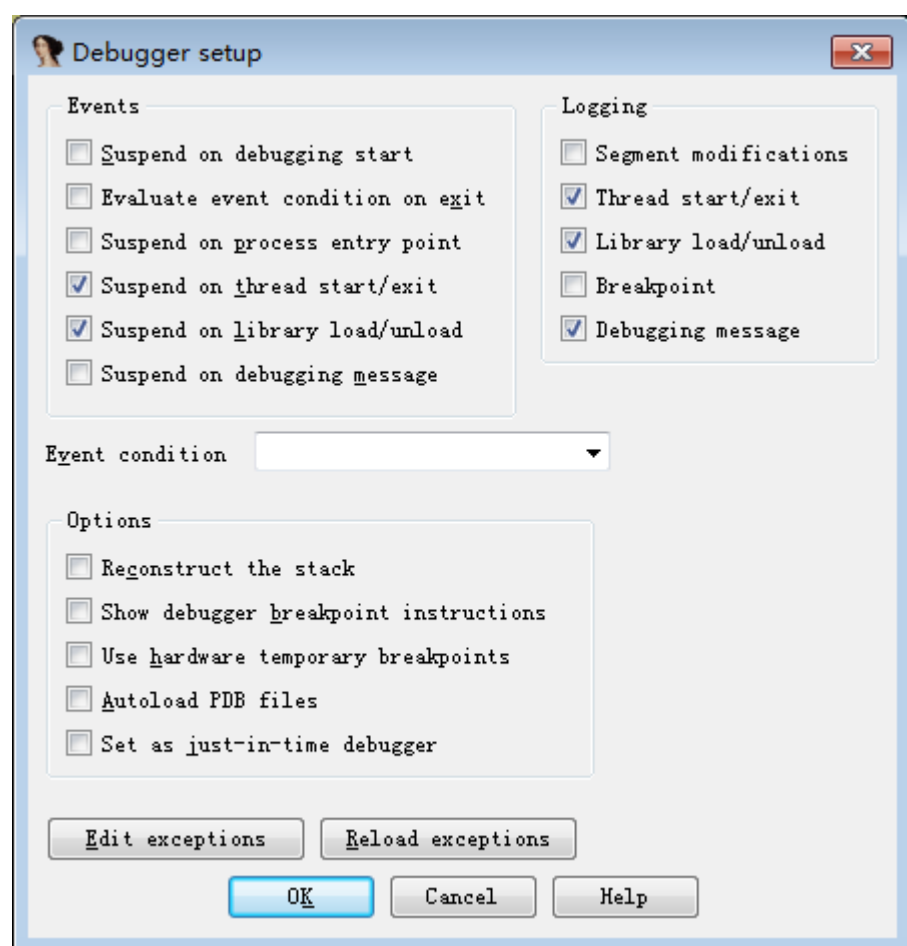 Debugger setup
Events
Suspend on debugging start
Evaluate event condition on exit
Suspend on process entry point
Suspend on thread start/exit
Suspend on library load/unload
Suspend on debugging message
Logging
Segment modifications
Thread start/exit
Library load/unload
Breakpoint
Debugging message
Event condition
Options
Reconstruct the stack
Show debugger breakpoint instructions
Use hardware temporary breakpoints
Autoload PDB files
Set as just-in-time debugger
Edit exceptions
Reload exceptions
OK
Cancel
Help